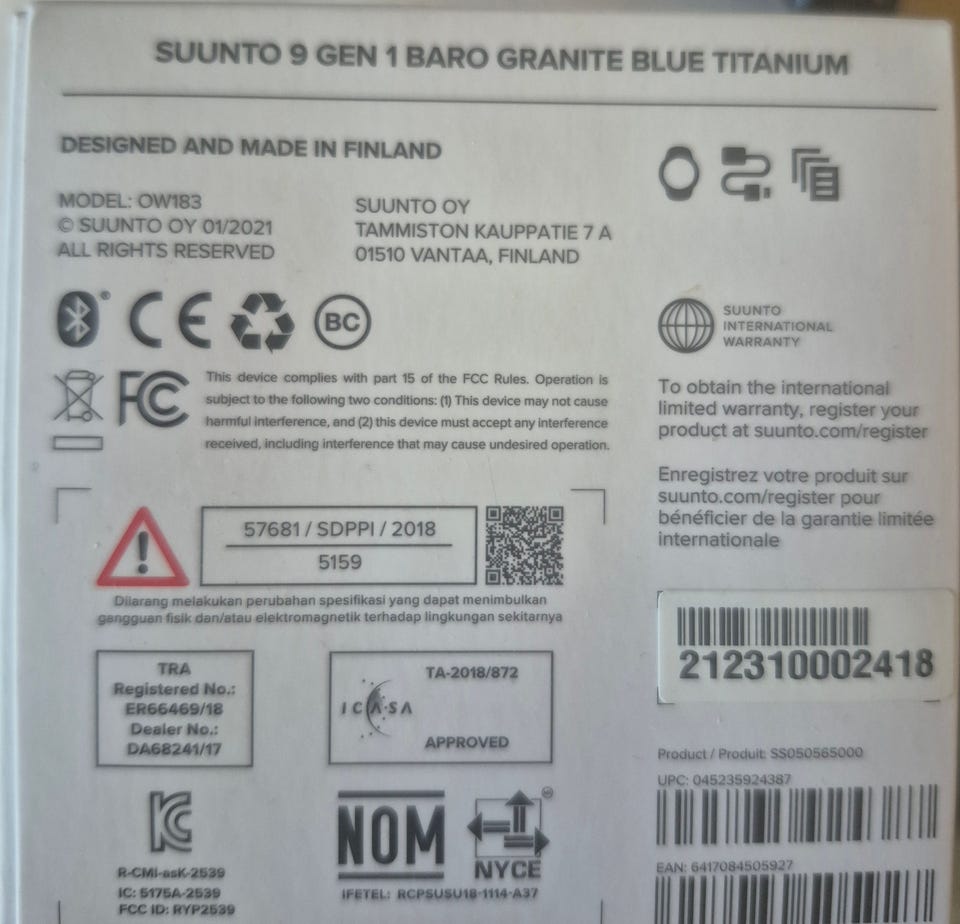 SUUNTO 9 GEN 1 BARO GRANITE BLUE TITANIUM
DESIGNED AND MADE IN FINLAND
MODEL: OW183
© SUUNTO OY 01/2021
ALL RIGHTS RESERVED
SUUNTO OY
TAMMISTON KAUPPATIE 7 A
01510 VANTAA, FINLAND
CE
BC
FC
This device complies with part 15 of the FCC Rules. Operation is
subject to the following two conditions: (1) This device may not cause
harmful interference, and (2) this device must accept any interference
received, including interference that may cause undesired operation.
57681 / SDPPI / 2018
5159
Dilarang melakukan perubahan spesifikasi yang dapat menimbulkan
gangguan fisik dan/atau elektromagnetik terhadap lingkungan sekitarnya
TRA
Registered No.:
ER66469/18
Dealer No.:
DA68241/17
TA-2018/872
ICASA
APPROVED
R-CMI-asK-2539
IC: 5175A-2539
FCC ID: RYP2539
NOM
NYCE
IFETEL: RCPSUSU18-1114-A37
SUUNTO
INTERNATIONAL
WARRANTY
To obtain the international
limited warranty, register your
product at suunto.com/register
Enregistrez votre produit sur
suunto.com/register pour
bénéficier de la garantie limitée
internationale
212310002418
Product / Produit: SS050565000
UPC: 045235924387
EAN: 6417084505927